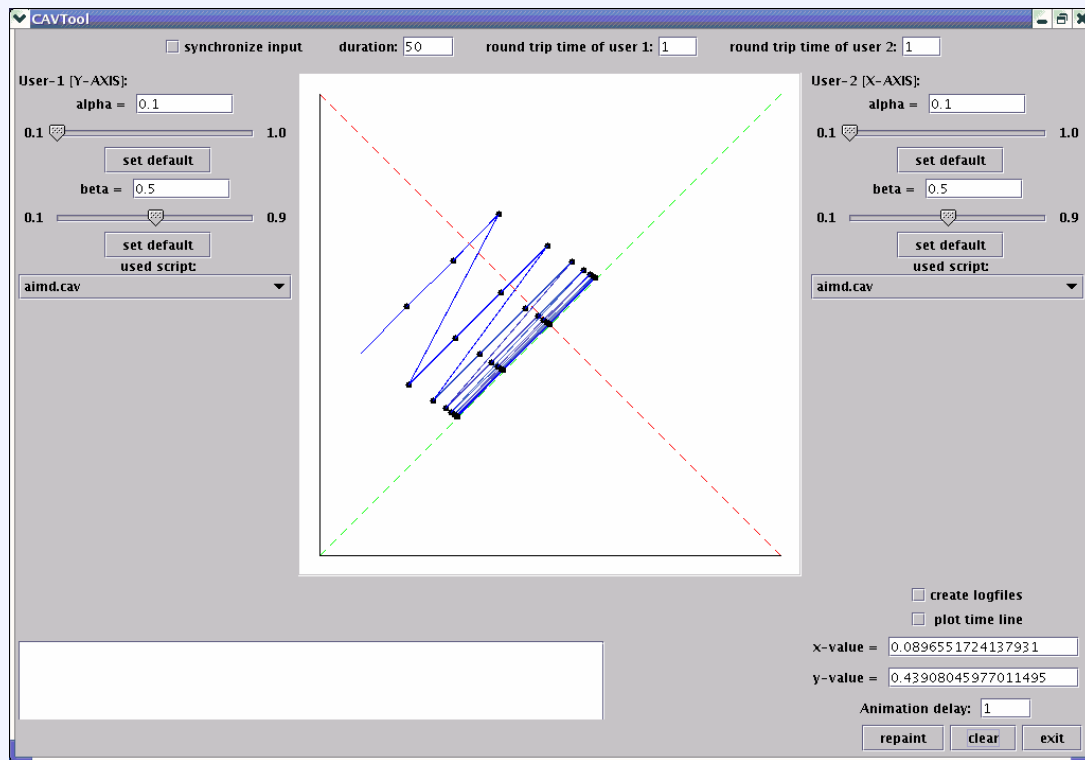 CAVTool
synchronize input duration: 50 round trip time of user 1: 1 round trip time of user 2: 1
User-1 [Y-AXIS]:
alpha = 0.1
0.1 1.0
set default
beta = 0.5
0.1 0.9
set default
used script:
aimd.cav
User-2 [X-AXIS]:
alpha = 0.1
0.1 1.0
set default
beta = 0.5
0.1 0.9
set default
used script:
aimd.cav
create logfiles
plot time line
x-value = 0.0896551724137931
y-value = 0.43908045977011495
Animation delay: 1
repaint clear exit